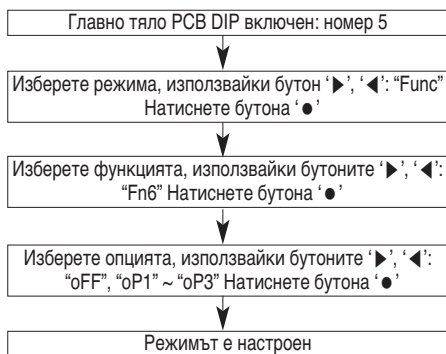 Главно тяло PCB DIP включен: номер 5
Изберете режима, използвайки бутон ‘▶’, ‘◀’: “Func”
Натиснете бутона ‘●’
Изберете функцията, използвайки бутоните ‘▶’, ‘◀’:
“Fn6” Натиснете бутона ‘●’
Изберете опцията, използвайки бутоните ‘▶’, ‘◀’:
“oFF”, “oP1” ~ “oP3” Натиснете бутона ‘●’
Режимът е настроен